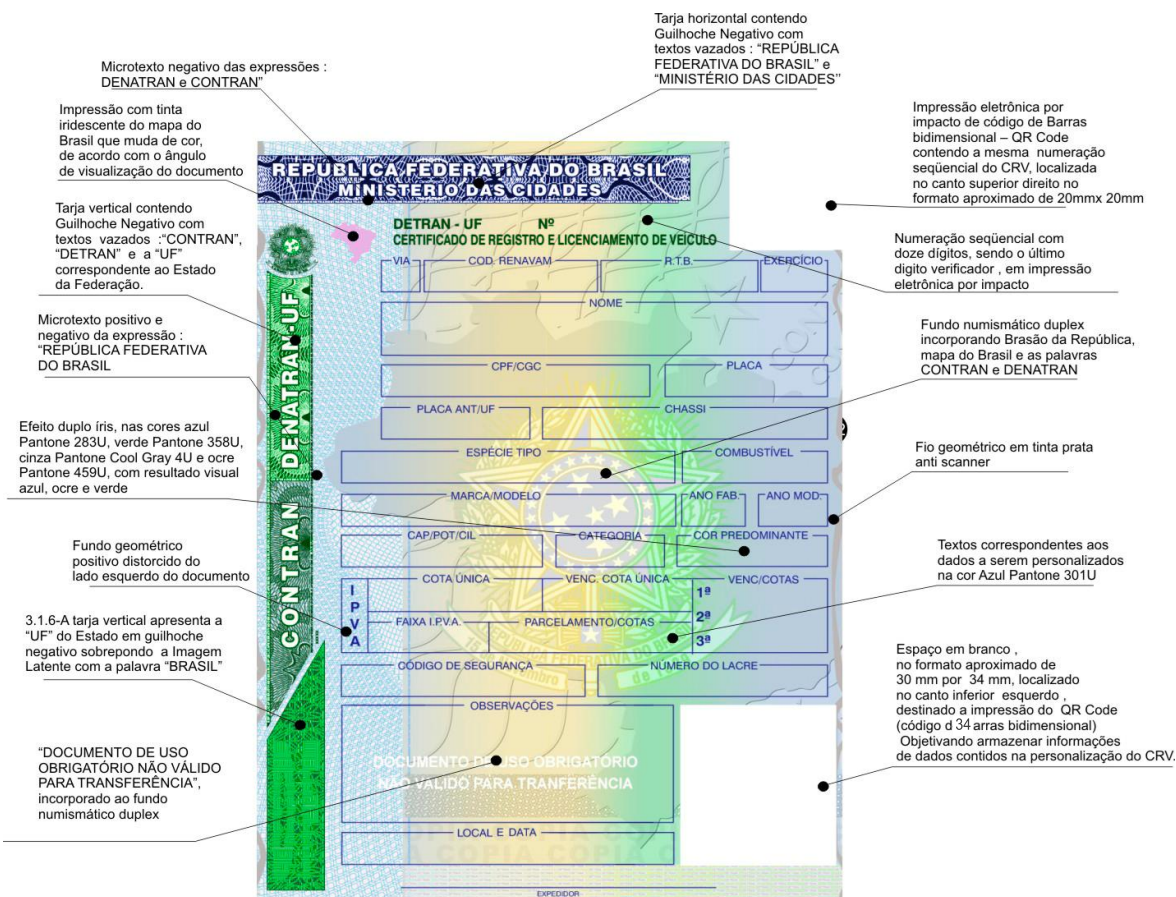 Tarja horizontal contendo
Guilhoche Negativo com
textos vazados : “REPÚBLICA
FEDERATIVA DO BRASIL” e
“MINISTÉRIO DAS CIDADES’’
Microtexto negativo das expressões :
DENATRAN e CONTRAN”
Impressão com tinta
iridescente do mapa do
Brasil que muda de cor,
de acordo com o ângulo
de visualização do documento
Tarja vertical contendo
Guilhoche Negativo com
textos vazados :“CONTRAN”,
“DETRAN” e a “UF”
correspondente ao Estado
da Federação.
Microtexto positivo e
negativo da expressão :
“REPÚBLICA FEDERATIVA
DO BRASIL
Efeito duplo íris, nas cores azul
Pantone 283U, verde Pantone 358U,
cinza Pantone Cool Gray 4U e ocre
Pantone 459U, com resultado visual
azul, ocre e verde
Fundo geométrico
positivo distorcido do
lado esquerdo do documento
3.1.6-A tarja vertical apresenta a
“UF” do Estado em guilhoche
negativo sobrepondo a Imagem
Latente com a palavra “BRASIL”
“DOCUMENTO DE USO
OBRIGATÓRIO NÃO VÁLIDO
PARA TRANSFERÊNCIA”,
incorporado ao fundo
numismático duplex
REPÚBLICA FEDERATIVA DO BRASIL
MINISTÉRIO DAS CIDADES
DETRAN - UF Nº
CERTIFICADO DE REGISTRO E LICENCIAMENTO DE VEÍCULO
VIA COD. RENAVAM R.T.B. EXERCÍCIO
NOME
CPF/CGC PLACA
PLACA ANT/UF CHASSI
ESPÉCIE TIPO COMBUSTÍVEL
MARCA/MODELO ANO FAB. ANO MOD.
CAP/POT/CIL CATEGORIA COR PREDOMINANTE
IPVA COTA ÚNICA VENC. COTA ÚNICA VENC/COTAS
1ª
FAIXA I.P.V.A. PARCELAMENTO/COTAS 2ª
3ª
CÓDIGO DE SEGURANÇA NÚMERO DO LACRE
OBSERVAÇÕES
DOCUMENTO DE USO OBRIGATÓRIO
NÃO VÁLIDO PARA TRANFERÊNCIA
LOCAL E DATA
COPIA COPIA
EXPEDIDOR
DENATRAN-UF
CONTRAN
Impressão eletrônica por
impacto de código de Barras
bidimensional – QR Code
contendo a mesma numeração
seqüencial do CRV, localizada
no canto superior direito no
formato aproximado de 20mmx 20mm
Numeração seqüencial com
doze dígitos, sendo o último
digito verificador , em impressão
eletrônica por impacto
Fundo numismático duplex
incorporando Brasão da República,
mapa do Brasil e as palavras
CONTRAN e DENATRAN
Fio geométrico em tinta prata
anti scanner
Textos correspondentes aos
dados a serem personalizados
na cor Azul Pantone 301U
Espaço em branco ,
no formato aproximado de
30 mm por 34 mm, localizado
no canto inferior esquerdo ,
destinado a impressão do QR Code
(código d 34 arras bidimensional)
Objetivando armazenar informações
de dados contidos na personalização do CRV.